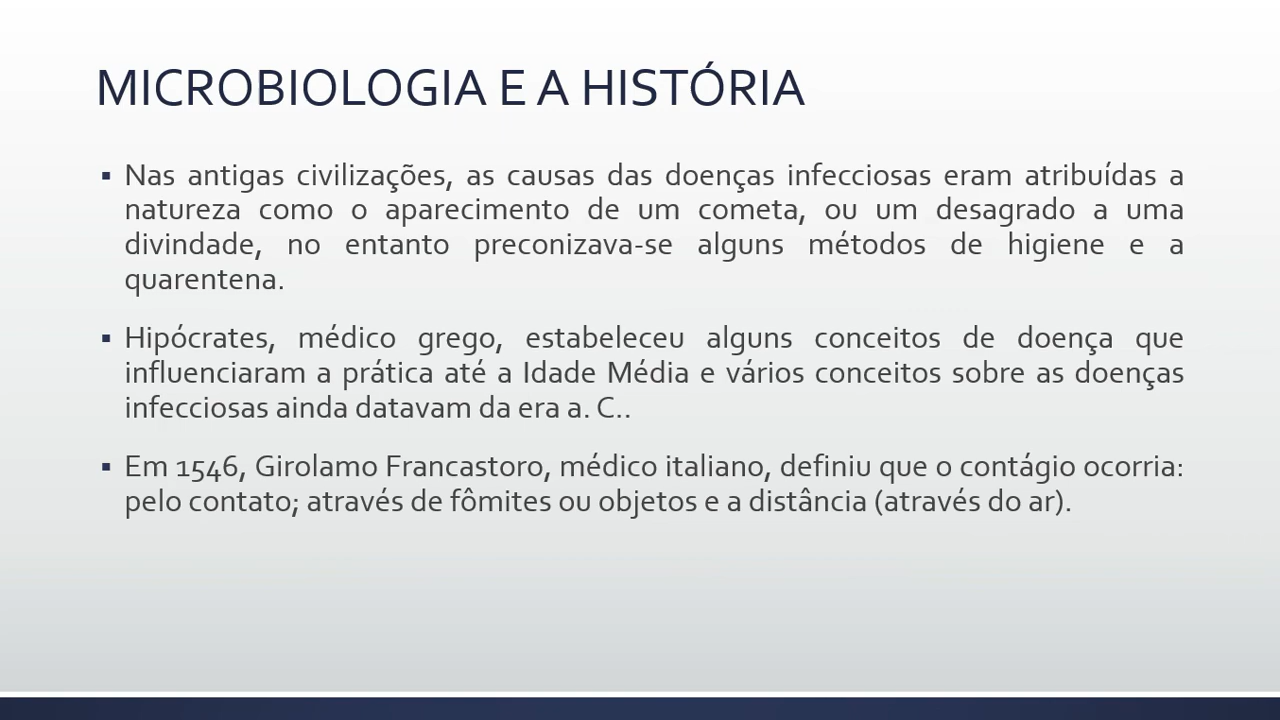 MICROBIOLOGIA E A HISTÓRIA
▪ Nas antigas civilizações, as causas das doenças infecciosas eram atribuídas a
natureza como o aparecimento de um cometa, ou um desagrado a uma
divindade, no entanto preconizava-se alguns métodos de higiene e a
quarentena.
▪ Hipócrates, médico grego, estabeleceu alguns conceitos de doença que
influenciaram a prática até a Idade Média e vários conceitos sobre as doenças
infecciosas ainda datavam da era a. C..
▪ Em 1546, Girolamo Francastoro, médico italiano, definiu que o contágio ocorria:
pelo contato; através de fômites ou objetos e a distância (através do ar).